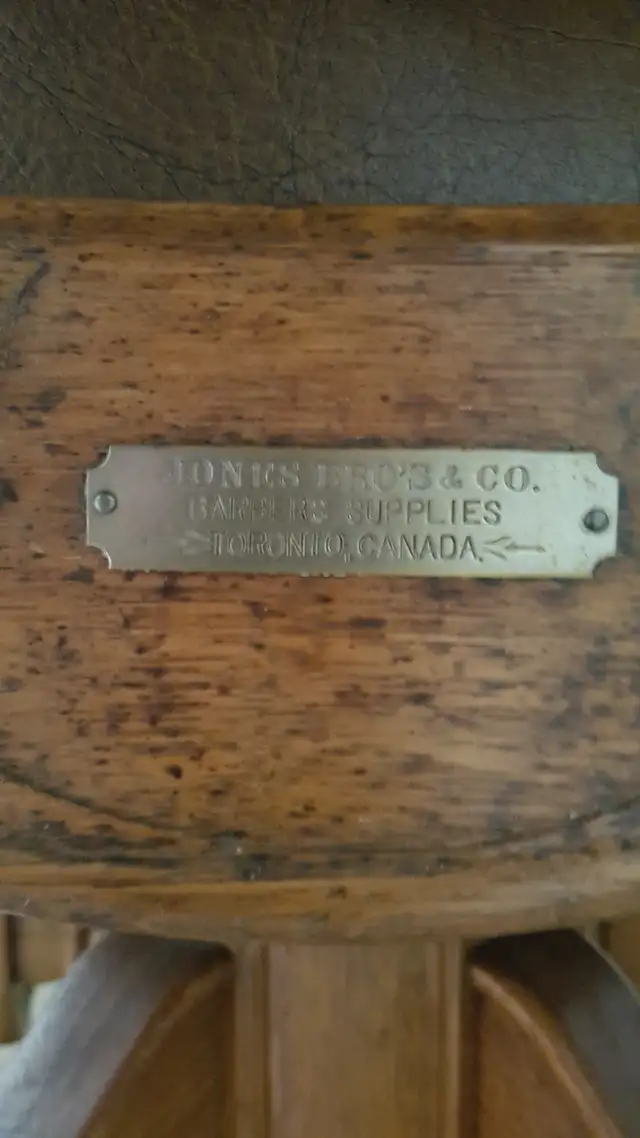 JONES BRO'S & CO.
BARBERS SUPPLIES
TORONTO, CANADA.